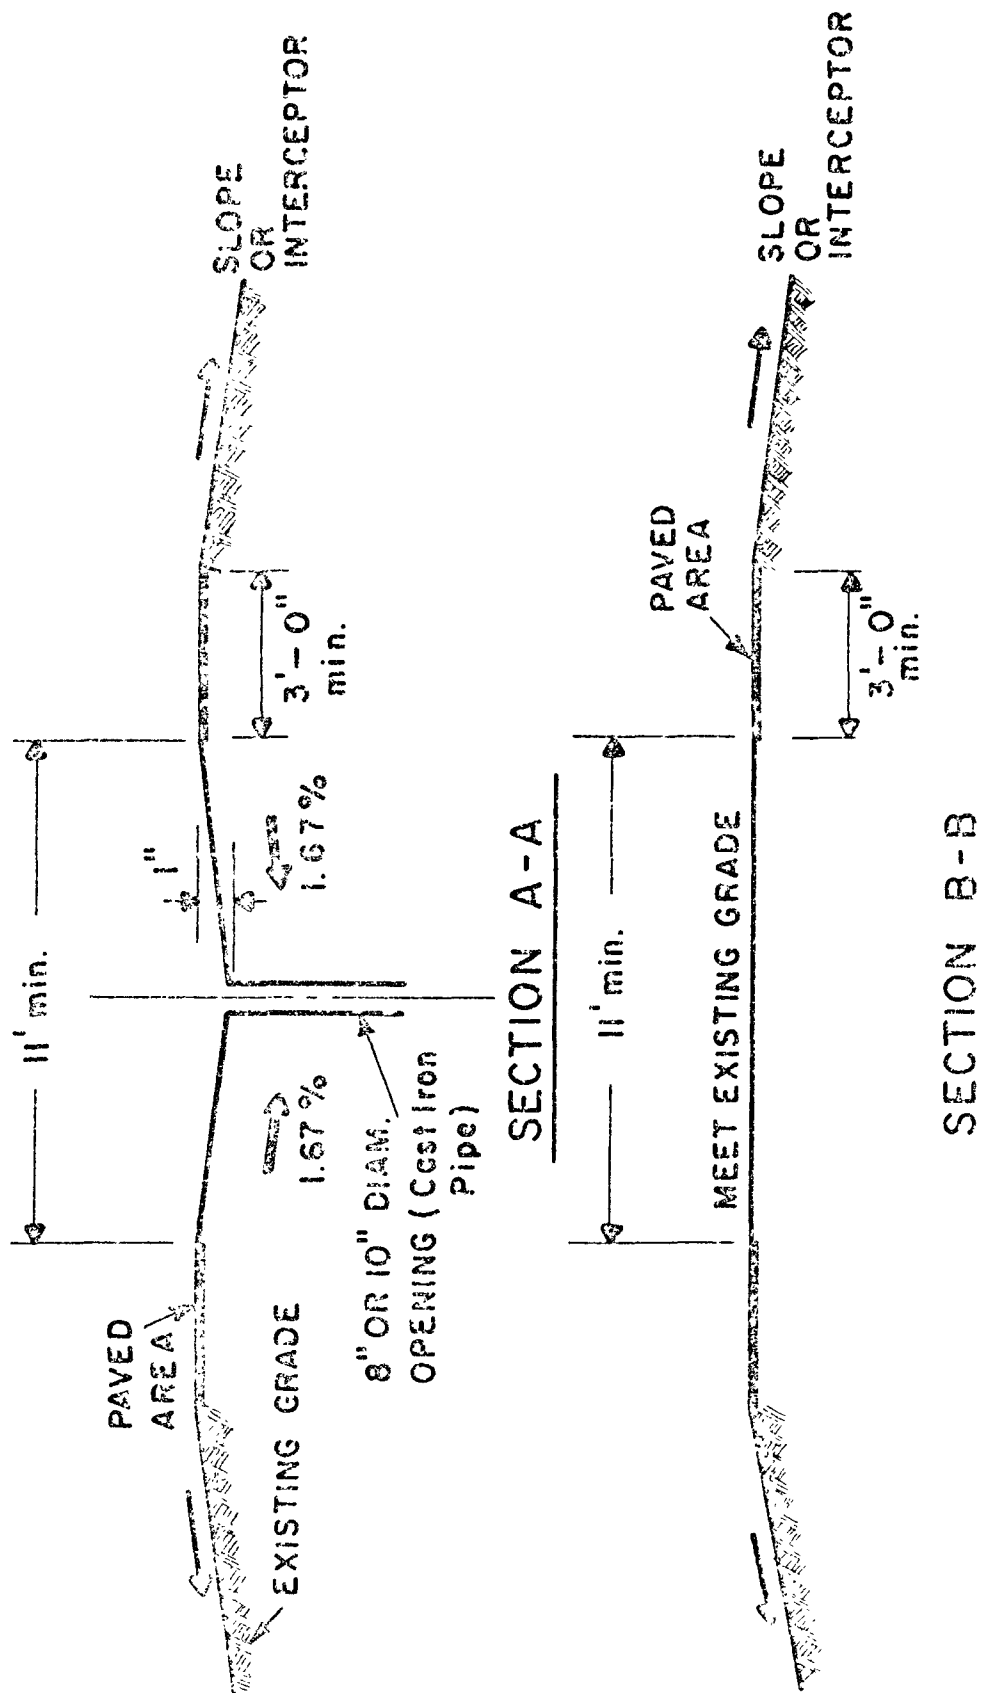 11' min.
PAVED
AREA
1"
SLOPE
OR
INTERCEPTOR
EXISTING GRADE
1.67%
1.67%
3'-0"
min.
8" OR 10" DIAM.
OPENING (Cast Iron
Pipe)
SECTION A-A
11' min.
PAVED
AREA
SLOPE
OR
INTERCEPTOR
MEET EXISTING GRADE
3'-0"
min.
SECTION B-B